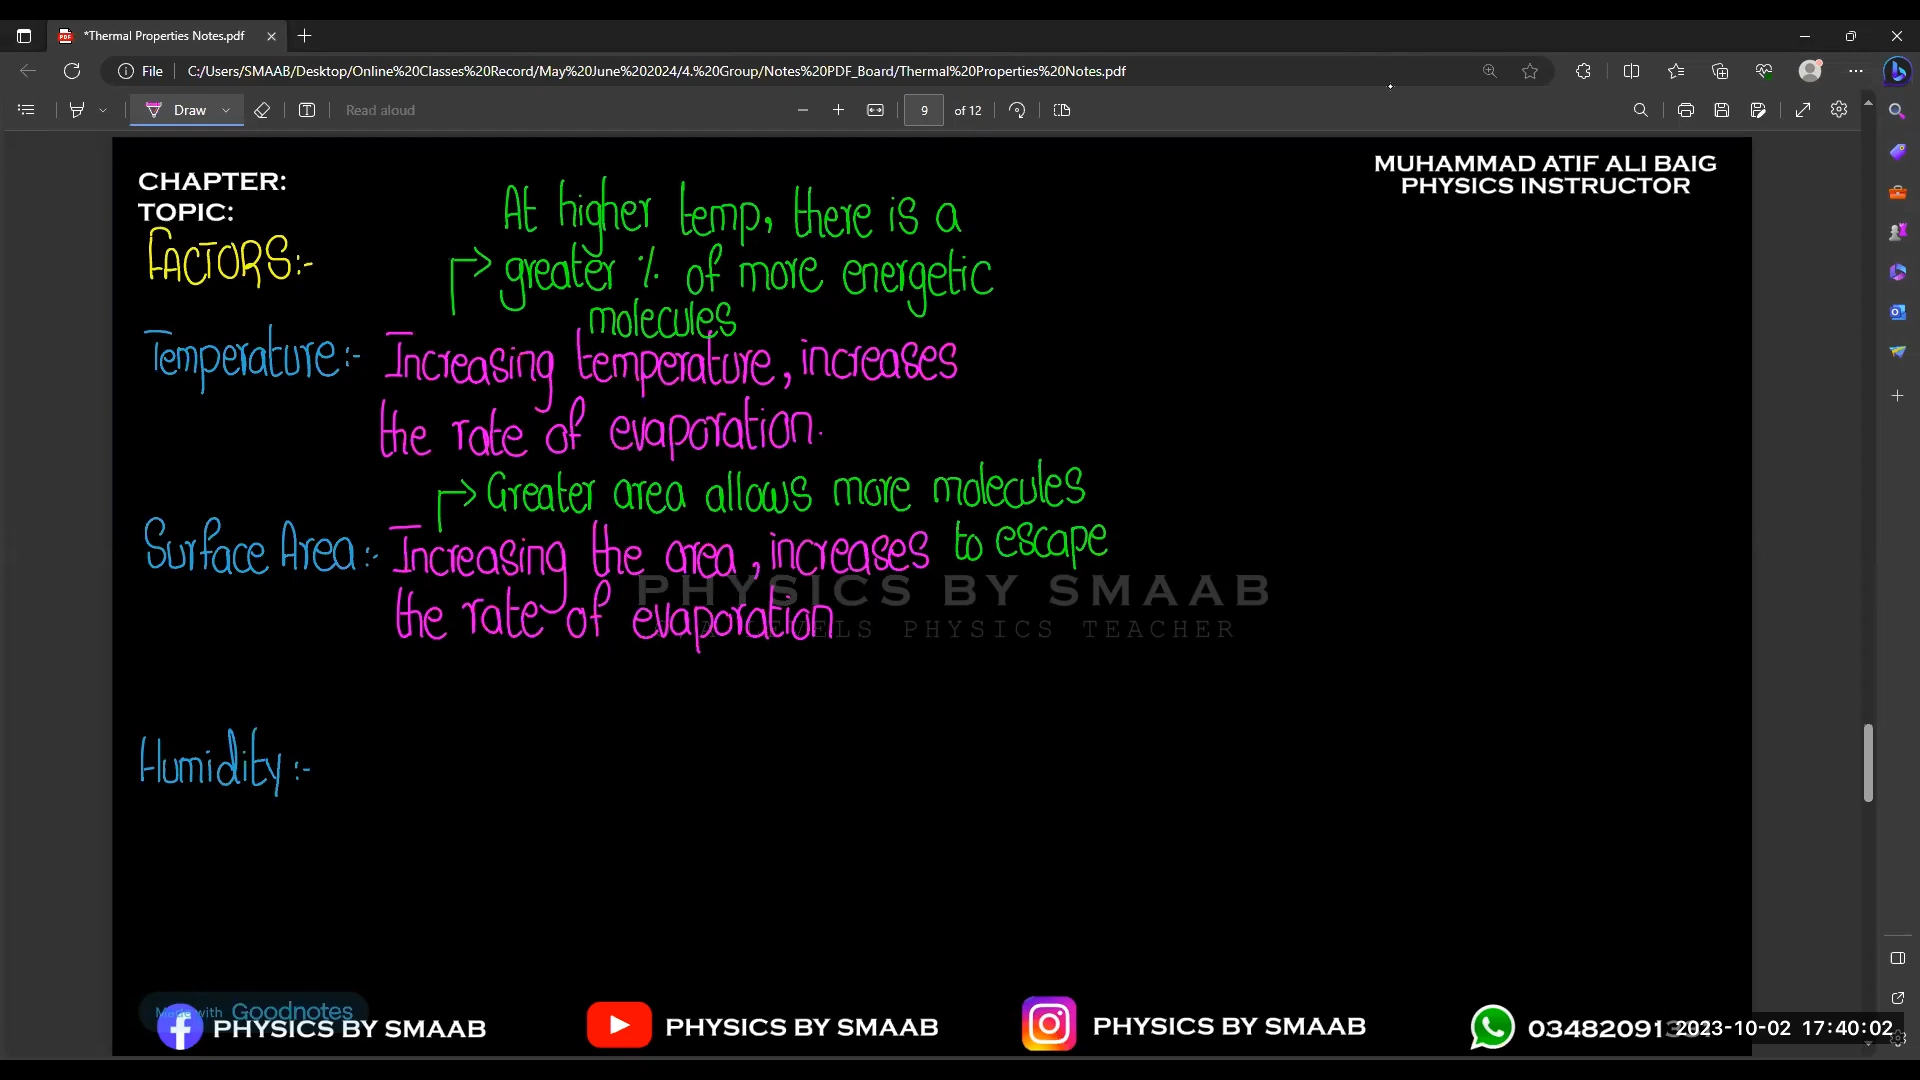 *Thermal Properties Notes.pdf
File C:/Users/SMAAB/Desktop/Online%20Classes%20Record/May%20June%202024/4.%20Group/Notes%20PDF_Board/Thermal%20Properties%20Notes.pdf
Draw Read aloud 9 of 12
CHAPTER:
TOPIC:
MUHAMMAD ATIF ALI BAIG
PHYSICS INSTRUCTOR
FACTORS:-
At higher temp, there is a
greater % of more energetic
molecules
Temperature:- Increasing temperature, increases
the rate of evaporation.
Greater area allows more molecules
to escape
Surface Area:- Increasing the area, increases
the rate of evaporation
PHYSICS BY SMAAB
LEVELS PHYSICS TEACHER
Humidity:-
Made with Goodnotes
PHYSICS BY SMAAB PHYSICS BY SMAAB PHYSICS BY SMAAB 034820913
2023-10-02 17:40:02